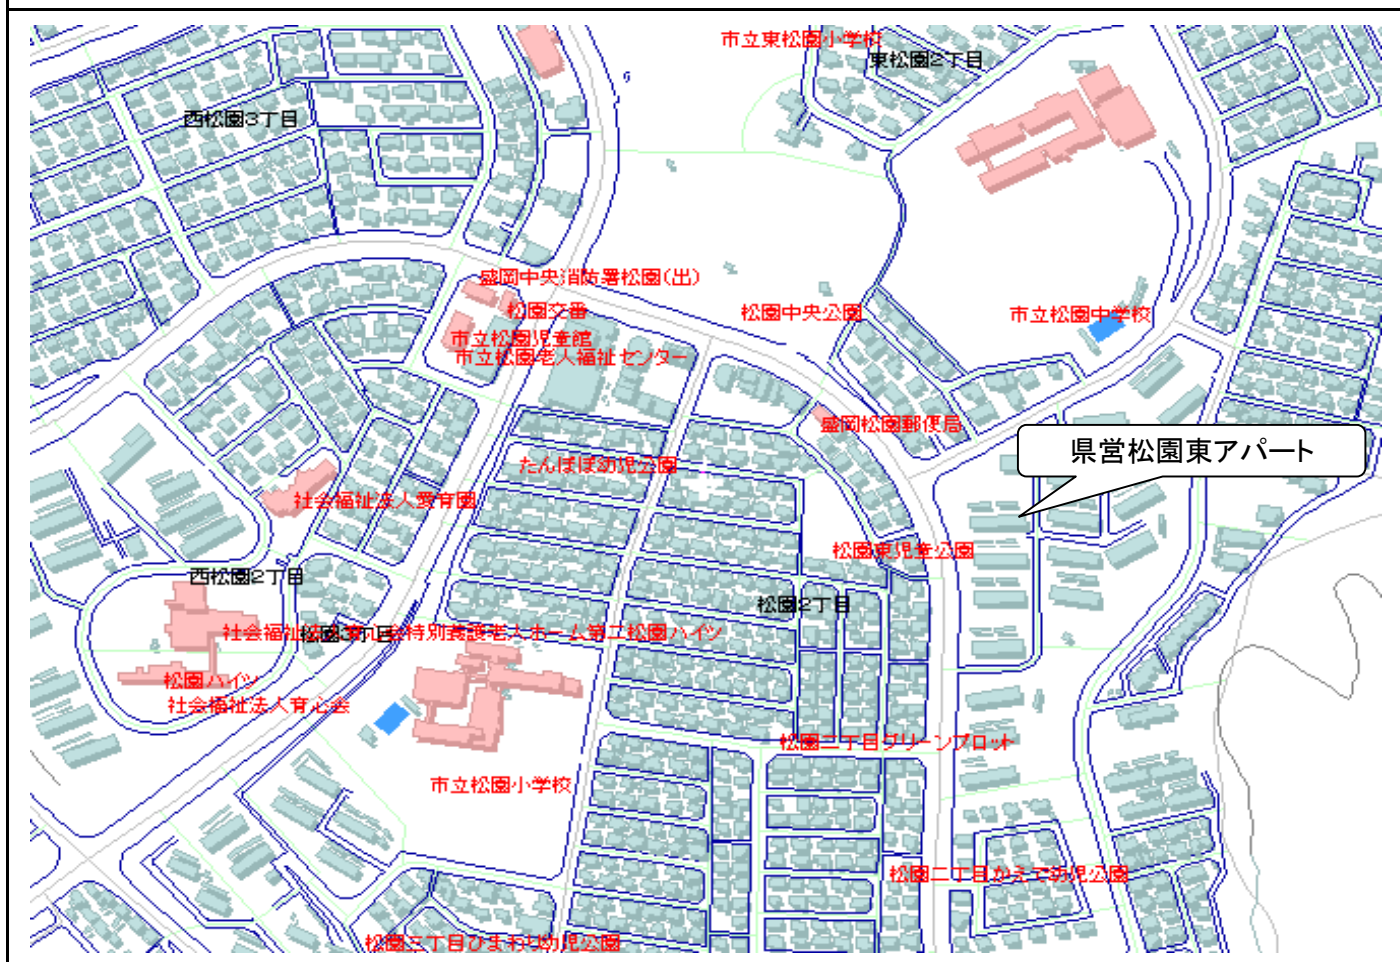 市立東松園小学校
東松園2丁目
西松園3丁目
盛岡中央消防署松園(出)
松園交番
松園中央公園
市立松園中学校
市立松園児童館
市立松園老人福祉センター
盛岡松園郵便局
県営松園東アパート
たんぽぽ幼児公園
社会福祉法人愛育園
松園東児童公園
西松園2丁目
松園2丁目
松園3丁目
特別養護老人ホーム第二松園ハイツ
松園ハイツ
社会福祉法人育心会
松園二丁目グリーンプロット
市立松園小学校
松園二丁目かえで幼児公園
松園三丁目ひまわり幼児公園